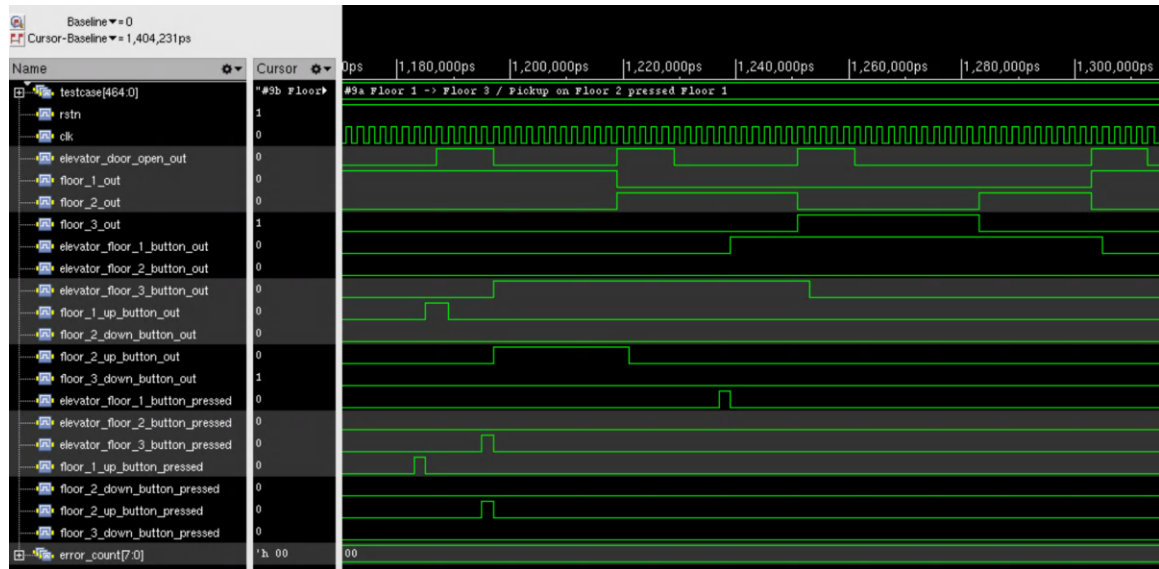 Baseline▼= 0
Cursor-Baseline▼= 1,404,231ps
Name Cursor 0ps |1,180,000ps |1,200,000ps |1,220,000ps |1,240,000ps |1,260,000ps |1,280,000ps |1,300,000ps
testcase[464:0] "#9b Floor #9a Floor 1 -> Floor 3 / Pickup on Floor 2 pressed Floor 1
rstn 1
clk 0
elevator_door_open_out 0
floor_1_out 0
floor_2_out 0
floor_3_out 1
elevator_floor_1_button_out 0
elevator_floor_2_button_out 0
elevator_floor_3_button_out 0
floor_1_up_button_out 0
floor_2_down_button_out 0
floor_2_up_button_out 0
floor_3_down_button_out 1
elevator_floor_1_button_pressed 0
elevator_floor_2_button_pressed 0
elevator_floor_3_button_pressed 0
floor_1_up_button_pressed 0
floor_2_down_button_pressed 0
floor_2_up_button_pressed 0
floor_3_down_button_pressed 0
error_count[7:0] 'h 00 00